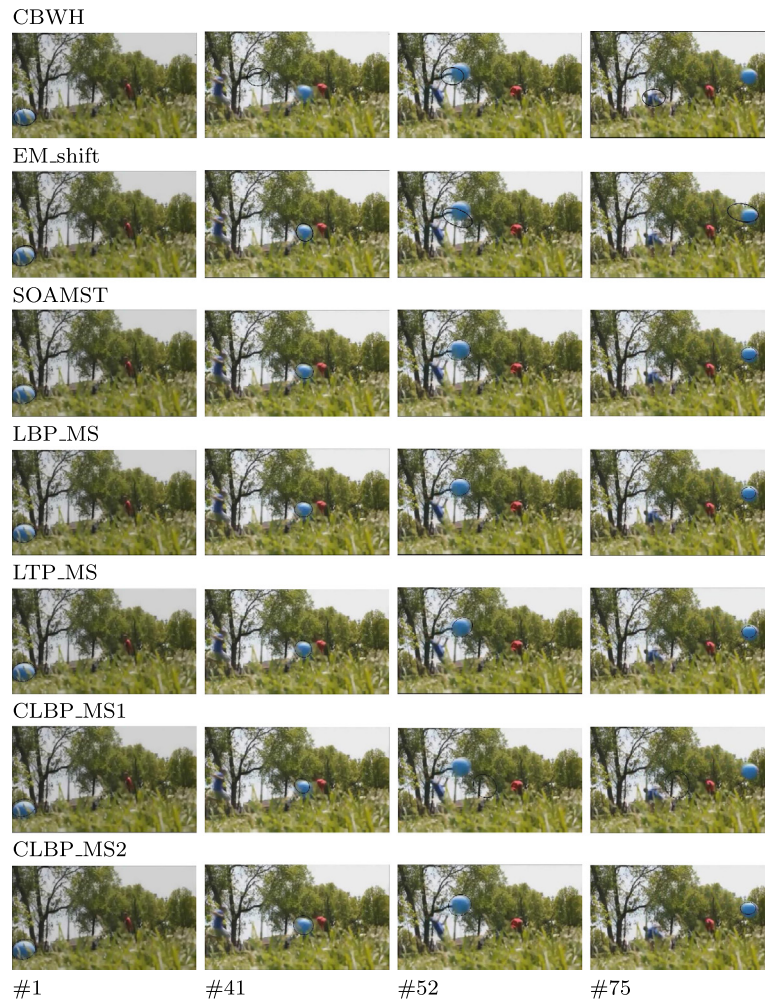 CBWH
EM_shift
SOAMST
LBP_MS
LTP_MS
CLBP_MS1
CLBP_MS2
#1 #41 #52 #75